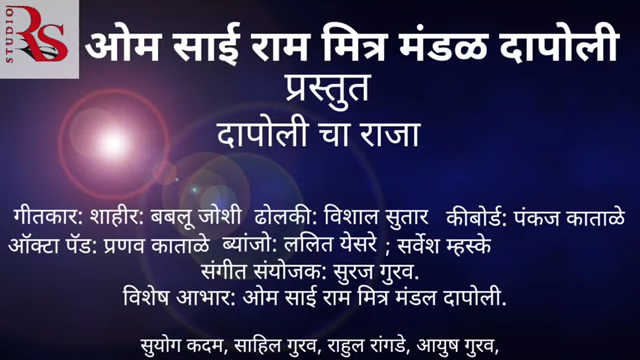 RS
STUDIO
ओम साई राम मित्र मंडळ दापोली
प्रस्तुत
दापोली चा राजा
गीतकार: शाहीर: बबलू जोशी ढोलकी: विशाल सुतार कीबोर्ड: पंकज काताळे
ऑक्टा पॅड: प्रणव काताळे ब्यांजो: ललित येसरे ; सर्वेश म्हस्के
संगीत संयोजक: सुरज गुरव.
विशेष आभार: ओम साई राम मित्र मंडल दापोली.
सुयोग कदम, साहिल गुरव, राहुल रांगडे, आयुष गुरव,